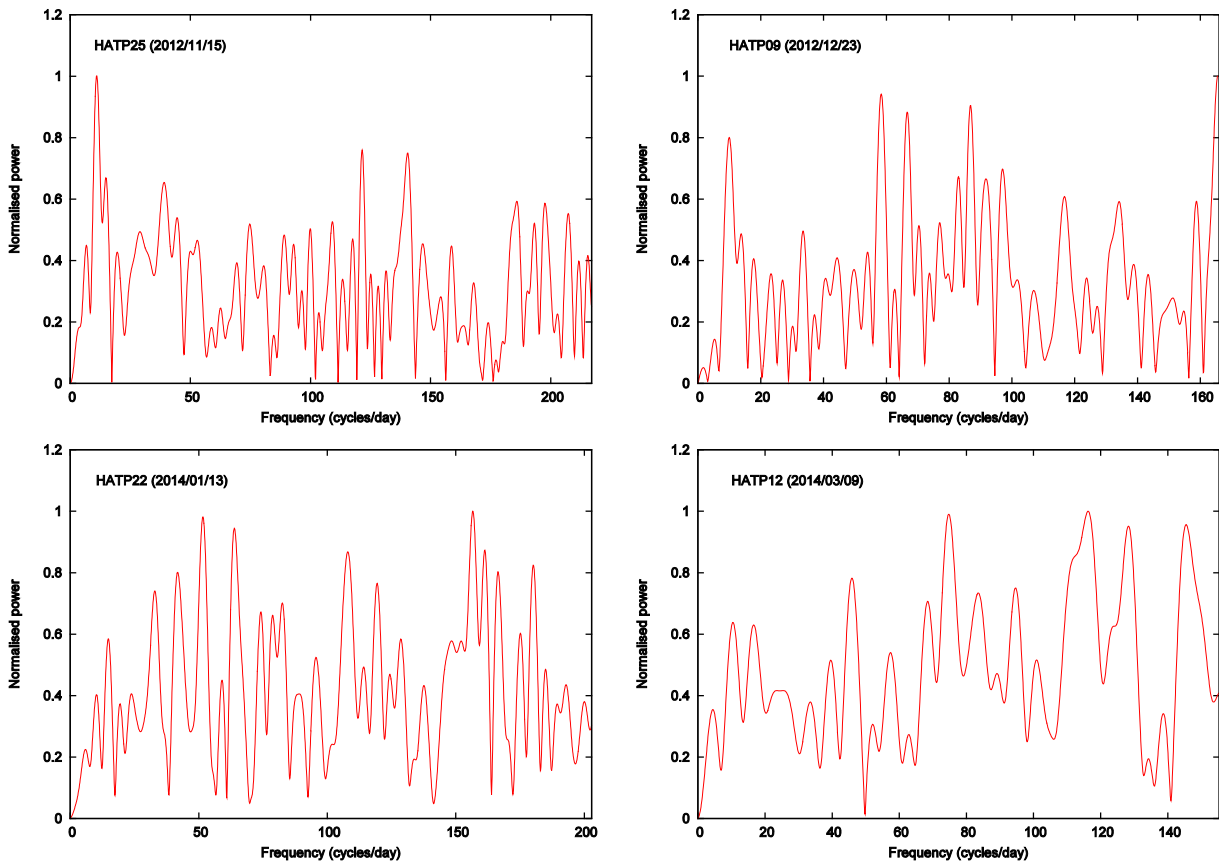 HATP25 (2012/11/15)
1.2
1
0.8
0.6
0.4
0.2
0
Normalised power
0 50 100 150 200
Frequency (cycles/day)
HATP09 (2012/12/23)
1.2
1
0.8
0.6
0.4
0.2
0
Normalised power
0 20 40 60 80 100 120 140 160
Frequency (cycles/day)
HATP22 (2014/01/13)
1.2
1
0.8
0.6
0.4
0.2
0
Normalised power
0 50 100 150 200
Frequency (cycles/day)
HATP12 (2014/03/09)
1.2
1
0.8
0.6
0.4
0.2
0
Normalised power
0 20 40 60 80 100 120 140
Frequency (cycles/day)